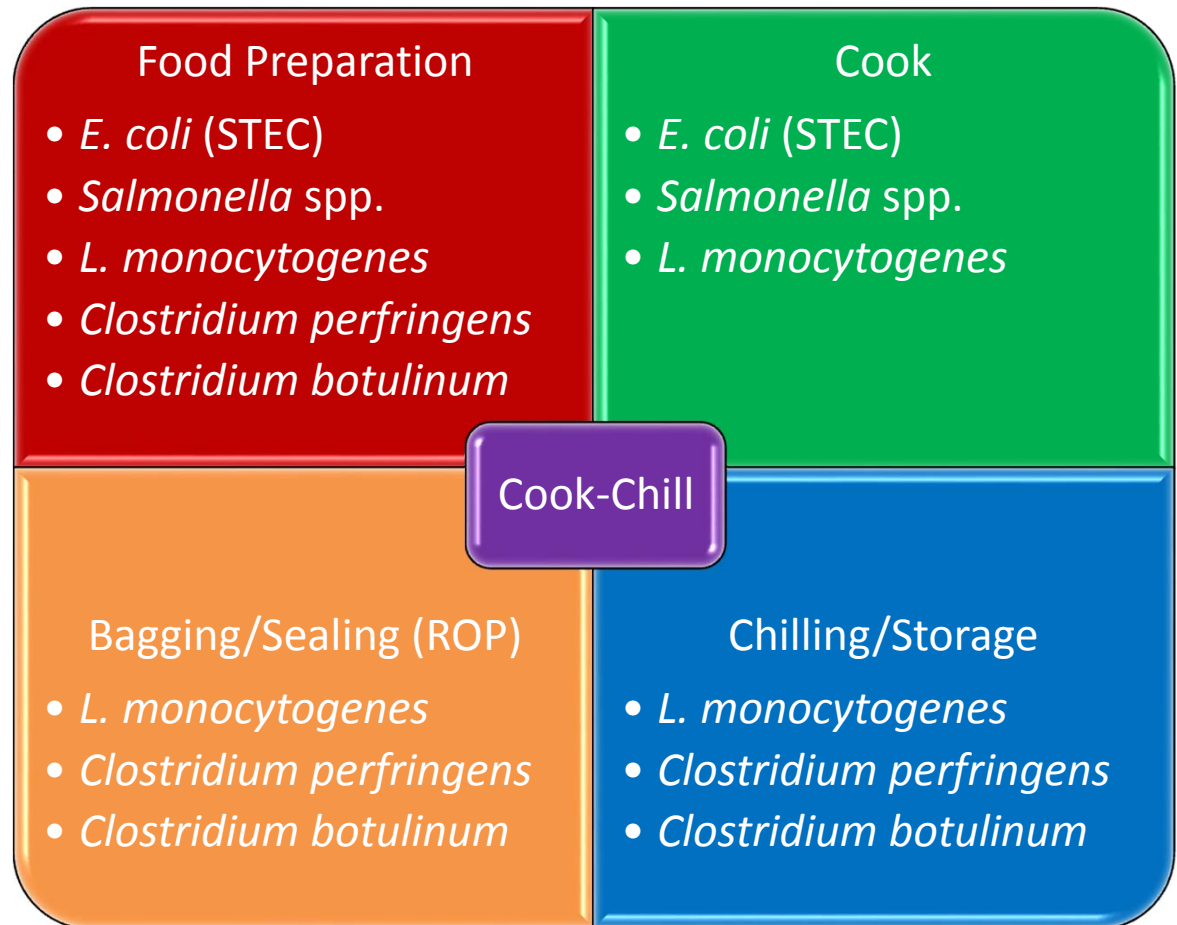 Food Preparation
• E. coli (STEC)
• Salmonella spp.
• L. monocytogenes
• Clostridium perfringens
• Clostridium botulinum
Cook
• E. coli (STEC)
• Salmonella spp.
• L. monocytogenes
Cook-Chill
Bagging/Sealing (ROP)
• L. monocytogenes
• Clostridium perfringens
• Clostridium botulinum
Chilling/Storage
• L. monocytogenes
• Clostridium perfringens
• Clostridium botulinum